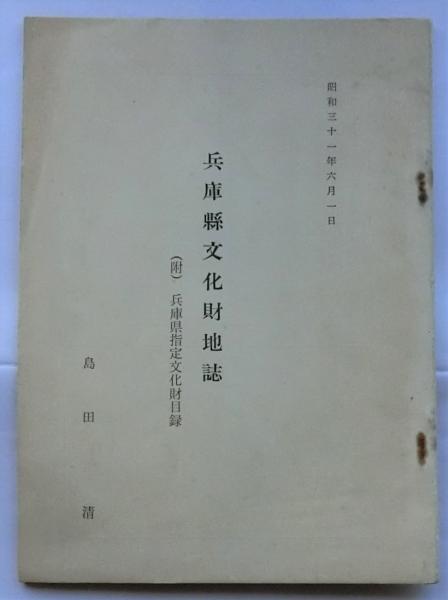 昭和三十一年六月一日
兵庫縣文化財地誌
(附) 兵庫県指定文化財目録
島田清